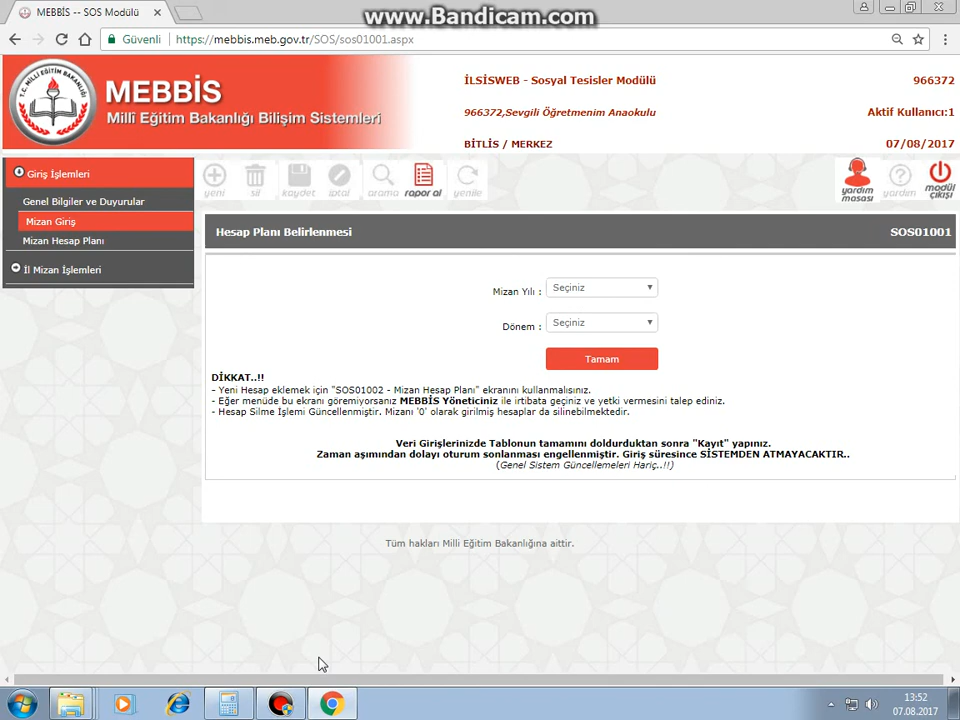 www.Bandicam.com
MEBBİS -- SOS Modülü
Güvenli
https://mebbis.meb.gov.tr/SOS/sos01001.aspx
T.C. MİLLİ EĞİTİM BAKANLIĞI
MEBBİS
Millî Eğitim Bakanlığı Bilişim Sistemleri
İLSİSWEB - Sosyal Tesisler Modülü
966372
966372,Sevgili Öğretmenim Anaokulu
Aktif Kullanıcı:1
BİTLİS / MERKEZ
07/08/2017
Giriş İşlemleri
Genel Bilgiler ve Duyurular
Mizan Giriş
Mizan Hesap Planı
İl Mizan İşlemleri
yeni
sil
kaydet
iptal
arama
rapor al
yenile
yardım masası
yardım
modül çıkışı
Hesap Planı Belirlenmesi
SOS01001
Mizan Yılı : Seçiniz
Dönem : Seçiniz
Tamam
DİKKAT..!!
- Yeni Hesap eklemek için "SOS01002 - Mizan Hesap Planı" ekranını kullanmalısınız.
- Eğer menüde bu ekranı göremiyorsanız MEBBİS Yöneticiniz ile irtibata geçiniz ve yetki vermesini talep ediniz.
- Hesap Silme İşlemi Güncellenmiştir. Mizanı '0' olarak girilmiş hesaplar da silinebilmektedir.
Veri Girişlerinizde Tablonun tamamını doldurduktan sonra "Kayıt" yapınız.
Zaman aşımından dolayı oturum sonlanması engellenmiştir. Giriş süresince SİSTEMDEN ATMAYACAKTIR..
(Genel Sistem Güncellemeleri Hariç..!!)
Tüm hakları Milli Eğitim Bakanlığına aittir.
13:52
07.08.2017